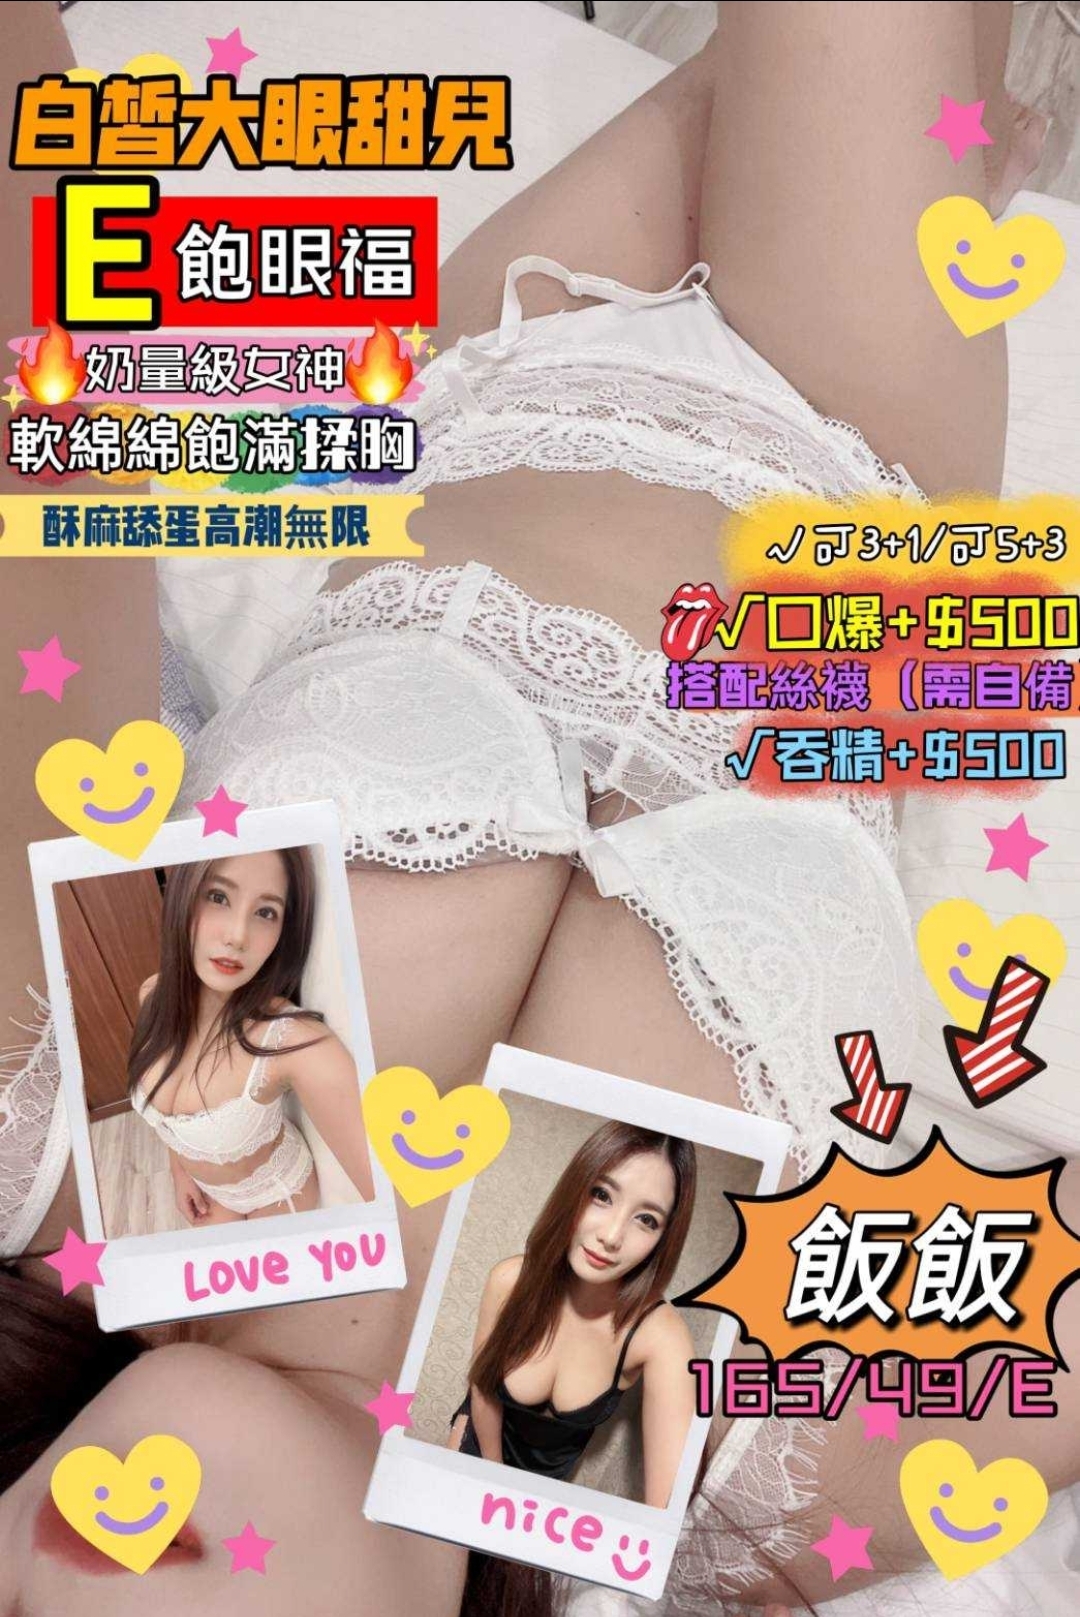 白皙大眼甜兒
E飽眼福
奶量級女神
軟綿綿飽滿揉胸
酥麻舔蛋高潮無限
√可3+1/可5+3
√口爆+$500
搭配絲襪（需自備）
√吞精+$500
Love You
飯飯
165/49/E
nice